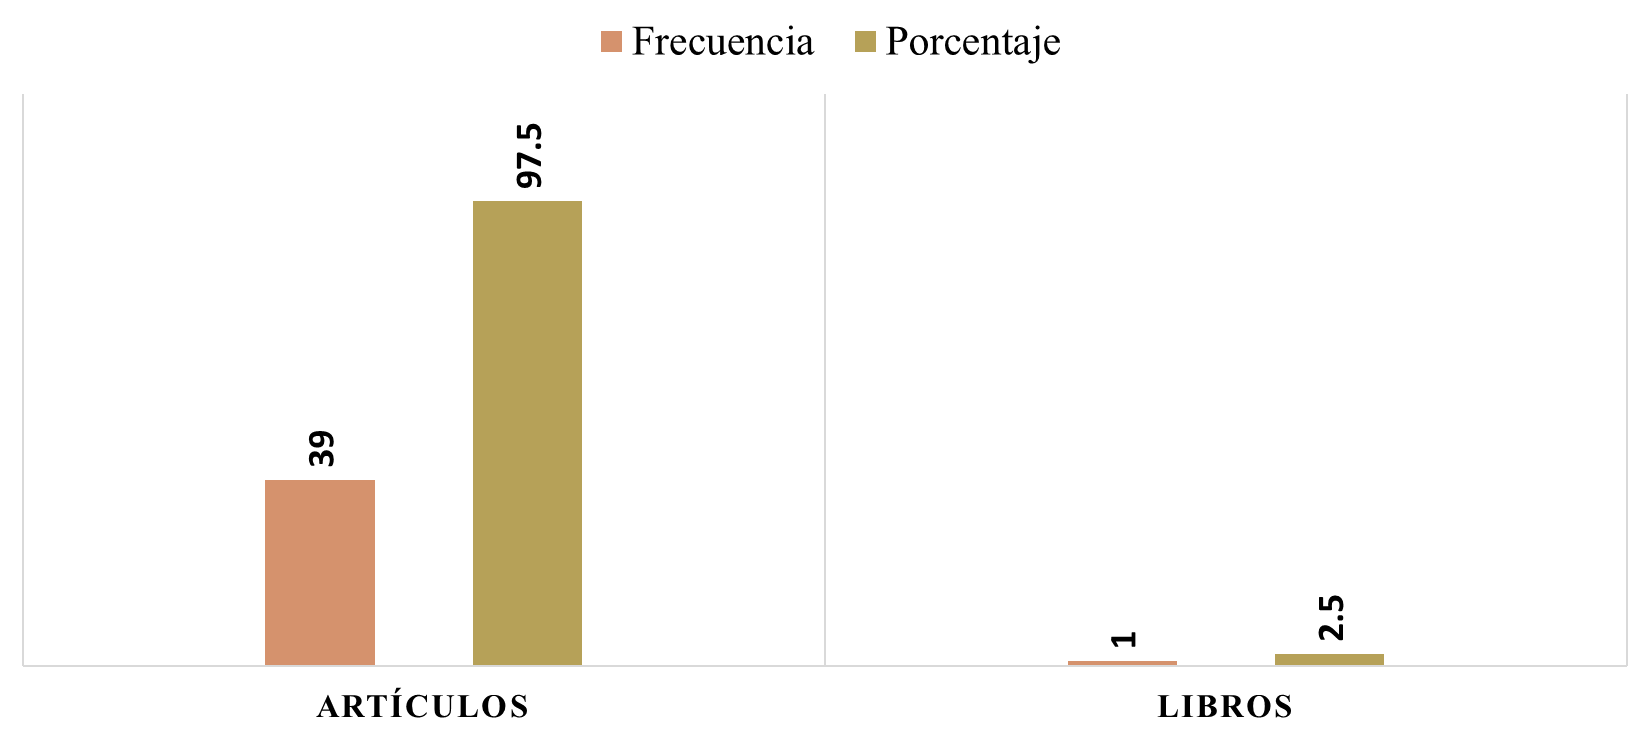 Frecuencia Porcentaje
97.5
39
2.5
1
ARTÍCULOS LIBROS